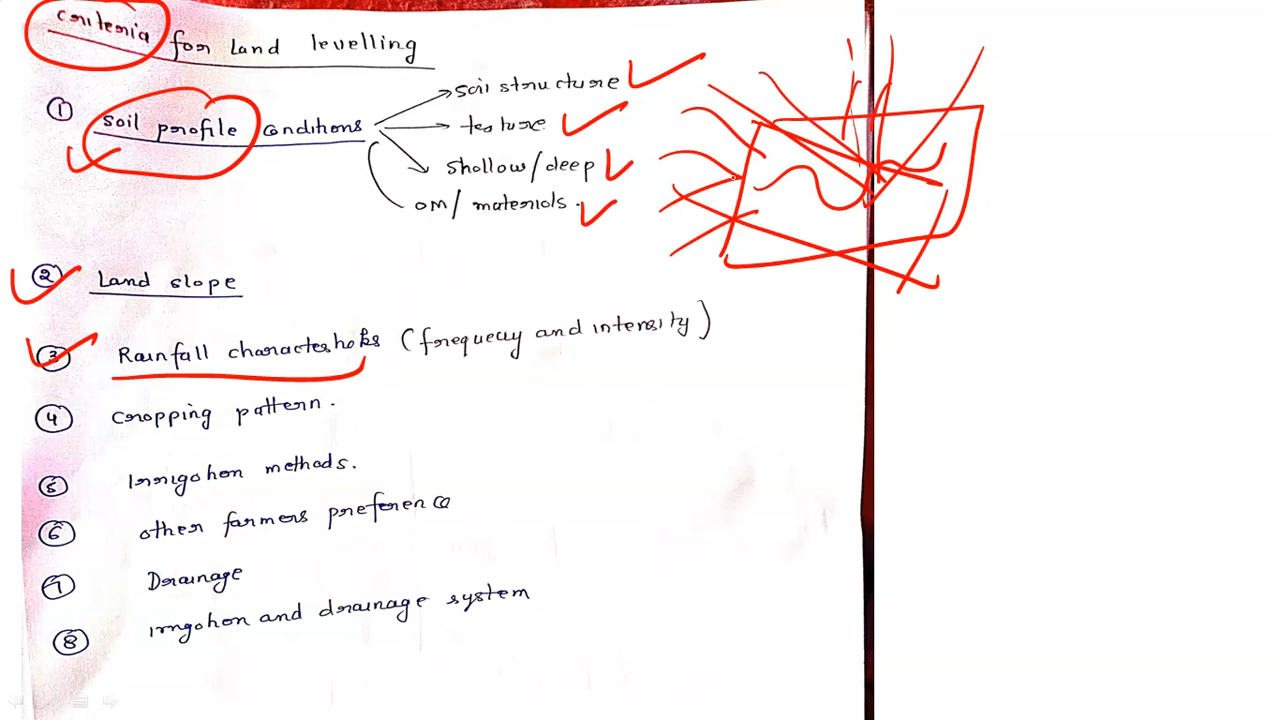 Criteria for Land levelling
① Soil profile conditions
soil structure
texture
shollow/deep
OM/ materials.
② Land slope
③ Rainfall characteristics (frequecy and intensity)
④ cropping pattern.
⑤ Irrigation methods.
⑥ other farmers preference
⑦ Drainage
⑧ irrigation and drainage system